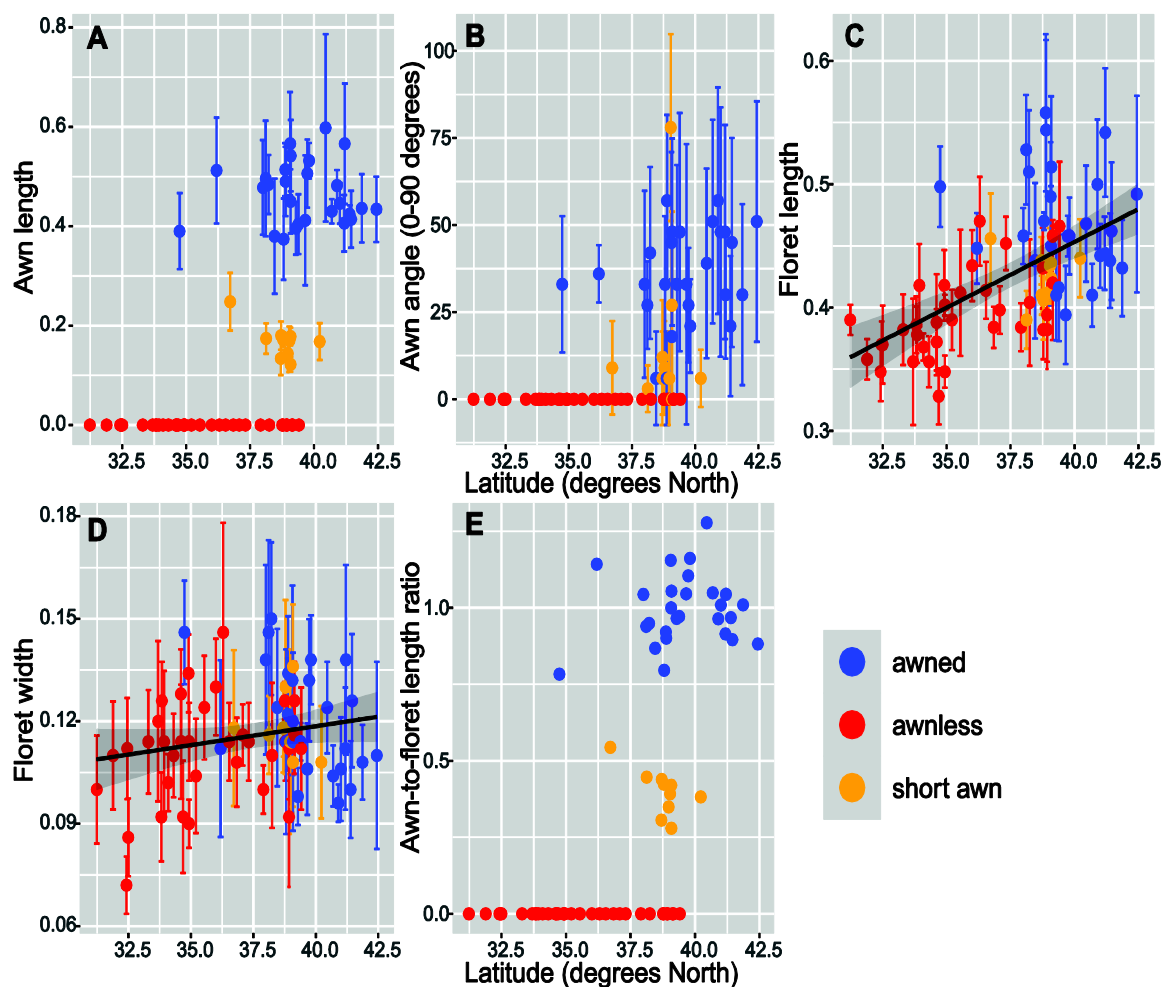 A
Awn length
0.8
0.6
0.4
0.2
0.0
32.5 35.0 37.5 40.0 42.5
B
Awn angle (0−90 degrees)
100
75
50
25
0
32.5 35.0 37.5 40.0 42.5
Latitude (degrees North)
C
Floret length
0.6
0.5
0.4
0.3
32.5 35.0 37.5 40.0 42.5
D
Floret width
0.18
0.15
0.12
0.09
0.06
32.5 35.0 37.5 40.0 42.5
E
Awn-to-floret length ratio
1.0
0.5
0.0
32.5 35.0 37.5 40.0 42.5
Latitude (degrees North)
awned
awnless
short awn